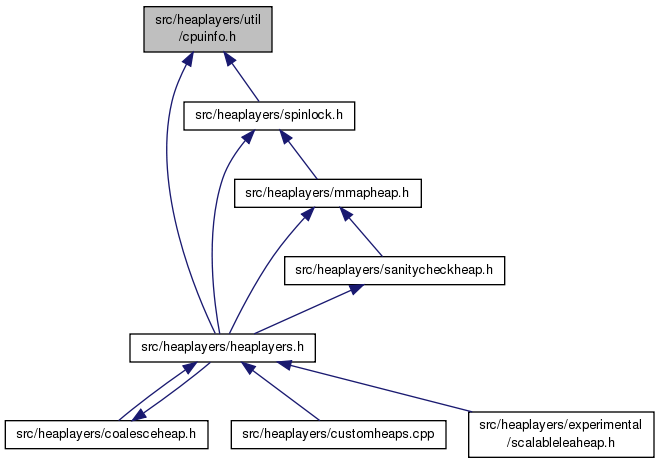 src/heaplayers/util
/cpuinfo.h
src/heaplayers/spinlock.h
src/heaplayers/mmapheap.h
src/heaplayers/sanitycheckheap.h
src/heaplayers/heaplayers.h
src/heaplayers/coalesceheap.h
src/heaplayers/customheaps.cpp
src/heaplayers/experimental
/scalableleaheap.h